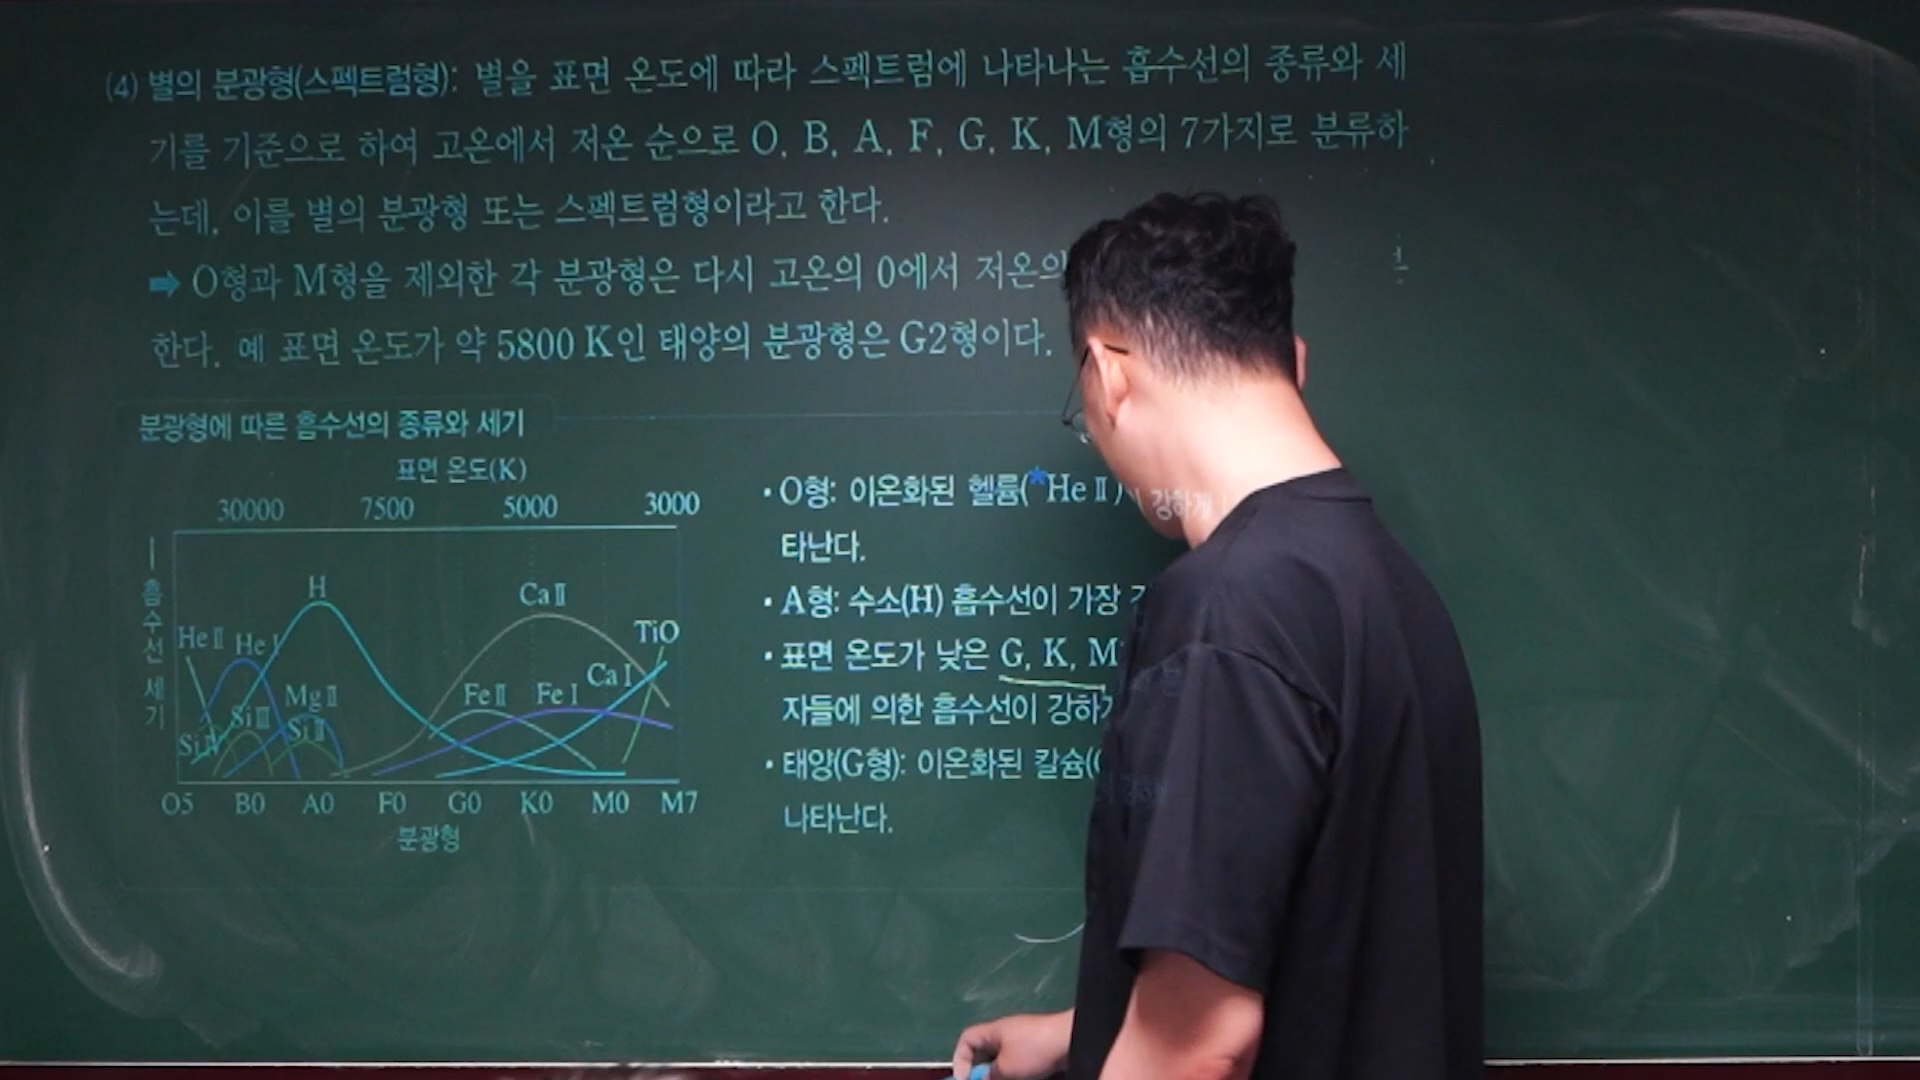 (4) 별의 분광형(스펙트럼형): 별을 표면 온도에 따라 스펙트럼에 나타나는 흡수선의 종류와 세
기를 기준으로 하여 고온에서 저온 순으로 O, B, A, F, G, K, M형의 7가지로 분류하
는데, 이를 별의 분광형 또는 스펙트럼형이라고 한다.
➡ O형과 M형을 제외한 각 분광형은 다시 고온의 0에서 저온의
한다. 예 표면 온도가 약 5800 K인 태양의 분광형은 G2형이다.
분광형에 따른 흡수선의 종류와 세기
표면 온도(K)
30000 7500 5000 3000
흡수선 세기
H
Ca Ⅱ
TiO
He Ⅱ He Ⅰ
Ca Ⅰ
Mg Ⅱ Fe Ⅱ Fe Ⅰ
Si Ⅲ
Si Ⅱ
Si Ⅳ
O5 B0 A0 F0 G0 K0 M0 M7
분광형
• O형: 이온화된 헬륨(*He Ⅱ) 강하게
타난다.
• A형: 수소(H) 흡수선이 가장
• 표면 온도가 낮은 G, K, M
자들에 의한 흡수선이 강하
• 태양(G형): 이온화된 칼슘(
나타난다.